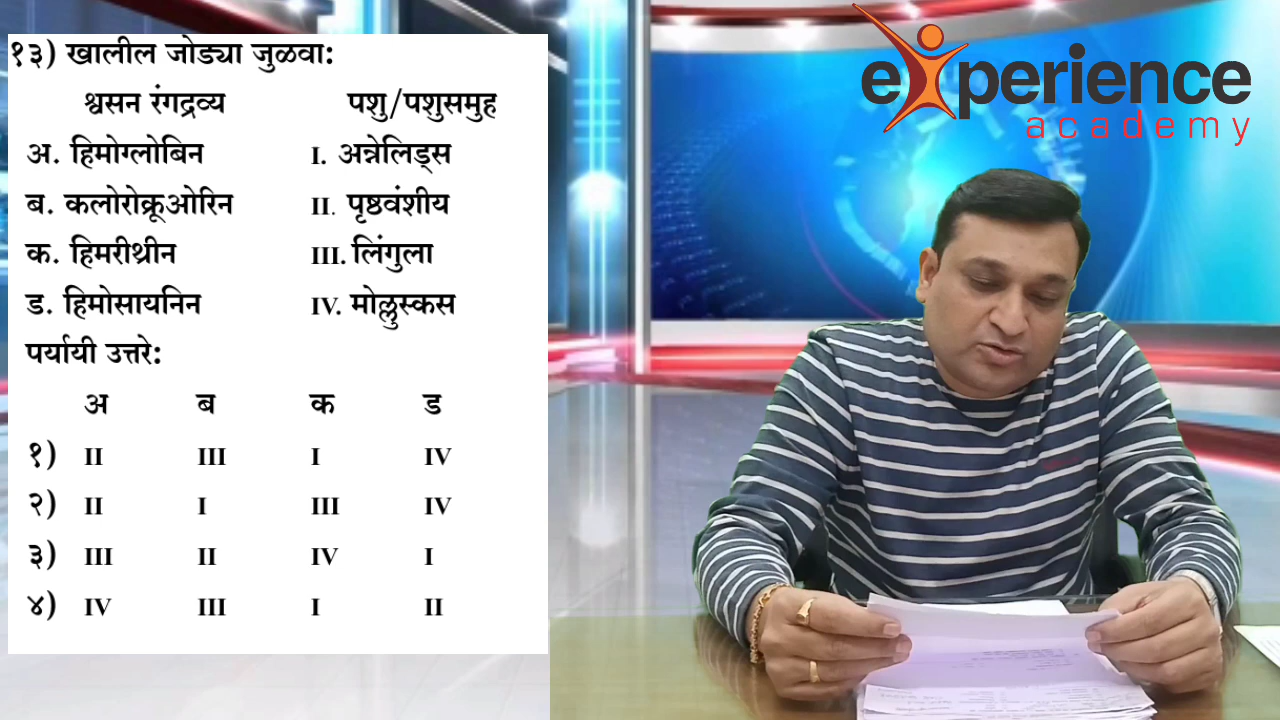 १३) खालील जोड्या जुळवा:
श्वसन रंगद्रव्य पशु/पशुसमुह
अ. हिमोग्लोबिन I. अन्नेलिड्स
ब. कलोरोक्रूओरिन II. पृष्ठवंशीय
क. हिमरीथ्रीन III. लिंगुला
ड. हिमोसायनिन IV. मोल्लुस्कस
पर्यायी उत्तरे:
अ ब क ड
१) II III I IV
२) II I III IV
३) III II IV I
४) IV III I II
experience
academy